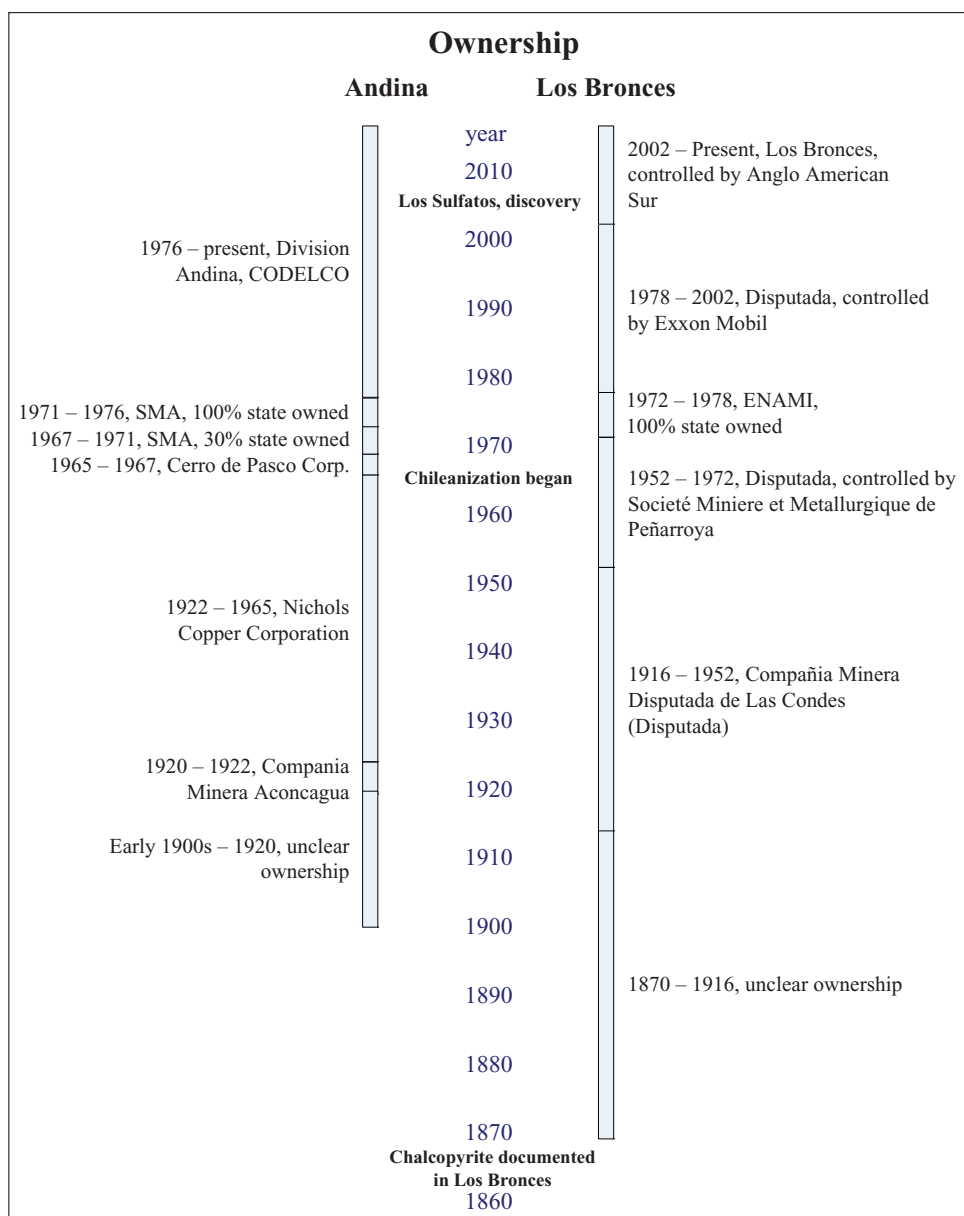 Ownership
Andina
Los Bronces
year
2010
Los Sulfatos, discovery
2000
1990
1980
1970
Chileanization began
1960
1950
1940
1930
1920
1910
1900
1890
1880
1870
Chalcopyrite documented
in Los Bronces
1860
1976 – present, Division
Andina, CODELCO
1971 – 1976, SMA, 100% state owned
1967 – 1971, SMA, 30% state owned
1965 – 1967, Cerro de Pasco Corp.
1922 – 1965, Nichols
Copper Corporation
1920 – 1922, Compania
Minera Aconcagua
Early 1900s – 1920, unclear
ownership
2002 – Present, Los Bronces,
controlled by Anglo American
Sur
1978 – 2002, Disputada, controlled
by Exxon Mobil
1972 – 1978, ENAMI,
100% state owned
1952 – 1972, Disputada, controlled by
Societé Miniere et Metallurgique de
Peñarroya
1916 – 1952, Compañia Minera
Disputada de Las Condes
(Disputada)
1870 – 1916, unclear ownership